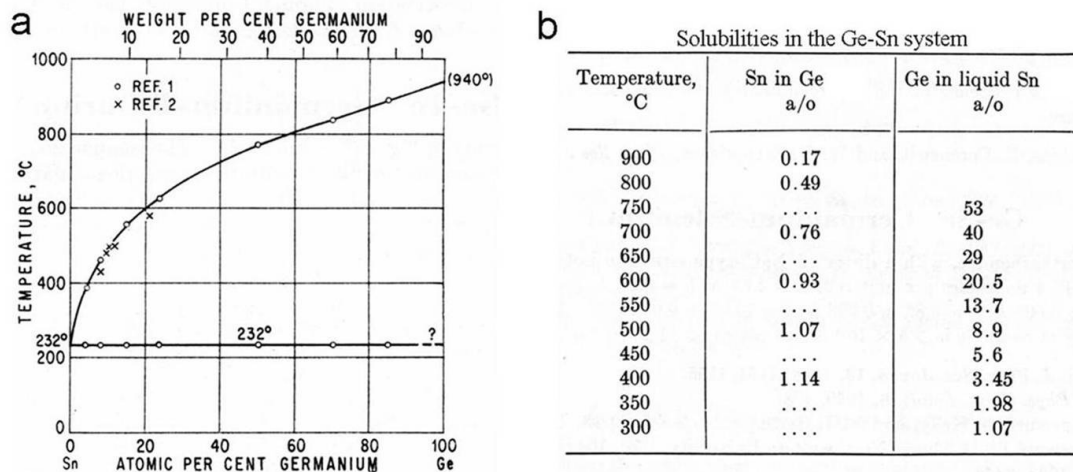 a
WEIGHT PER CENT GERMANIUM
10 20 30 40 50 60 70 80 90
1000
(940°)
○ REF. 1
× REF. 2
800
600
400
232° 232° ?
200
0
TEMPERATURE, °C
0 20 40 60 80 100
Sn ATOMIC PER CENT GERMANIUM Ge
b
Solubilities in the Ge-Sn system
Temperature, °C Sn in Ge a/o Ge in liquid Sn a/o
900 0.17
800 0.49
750 .... 53
700 0.76 40
650 .... 29
600 0.93 20.5
550 .... 13.7
500 1.07 8.9
450 .... 5.6
400 1.14 3.45
350 .... 1.98
300 .... 1.07